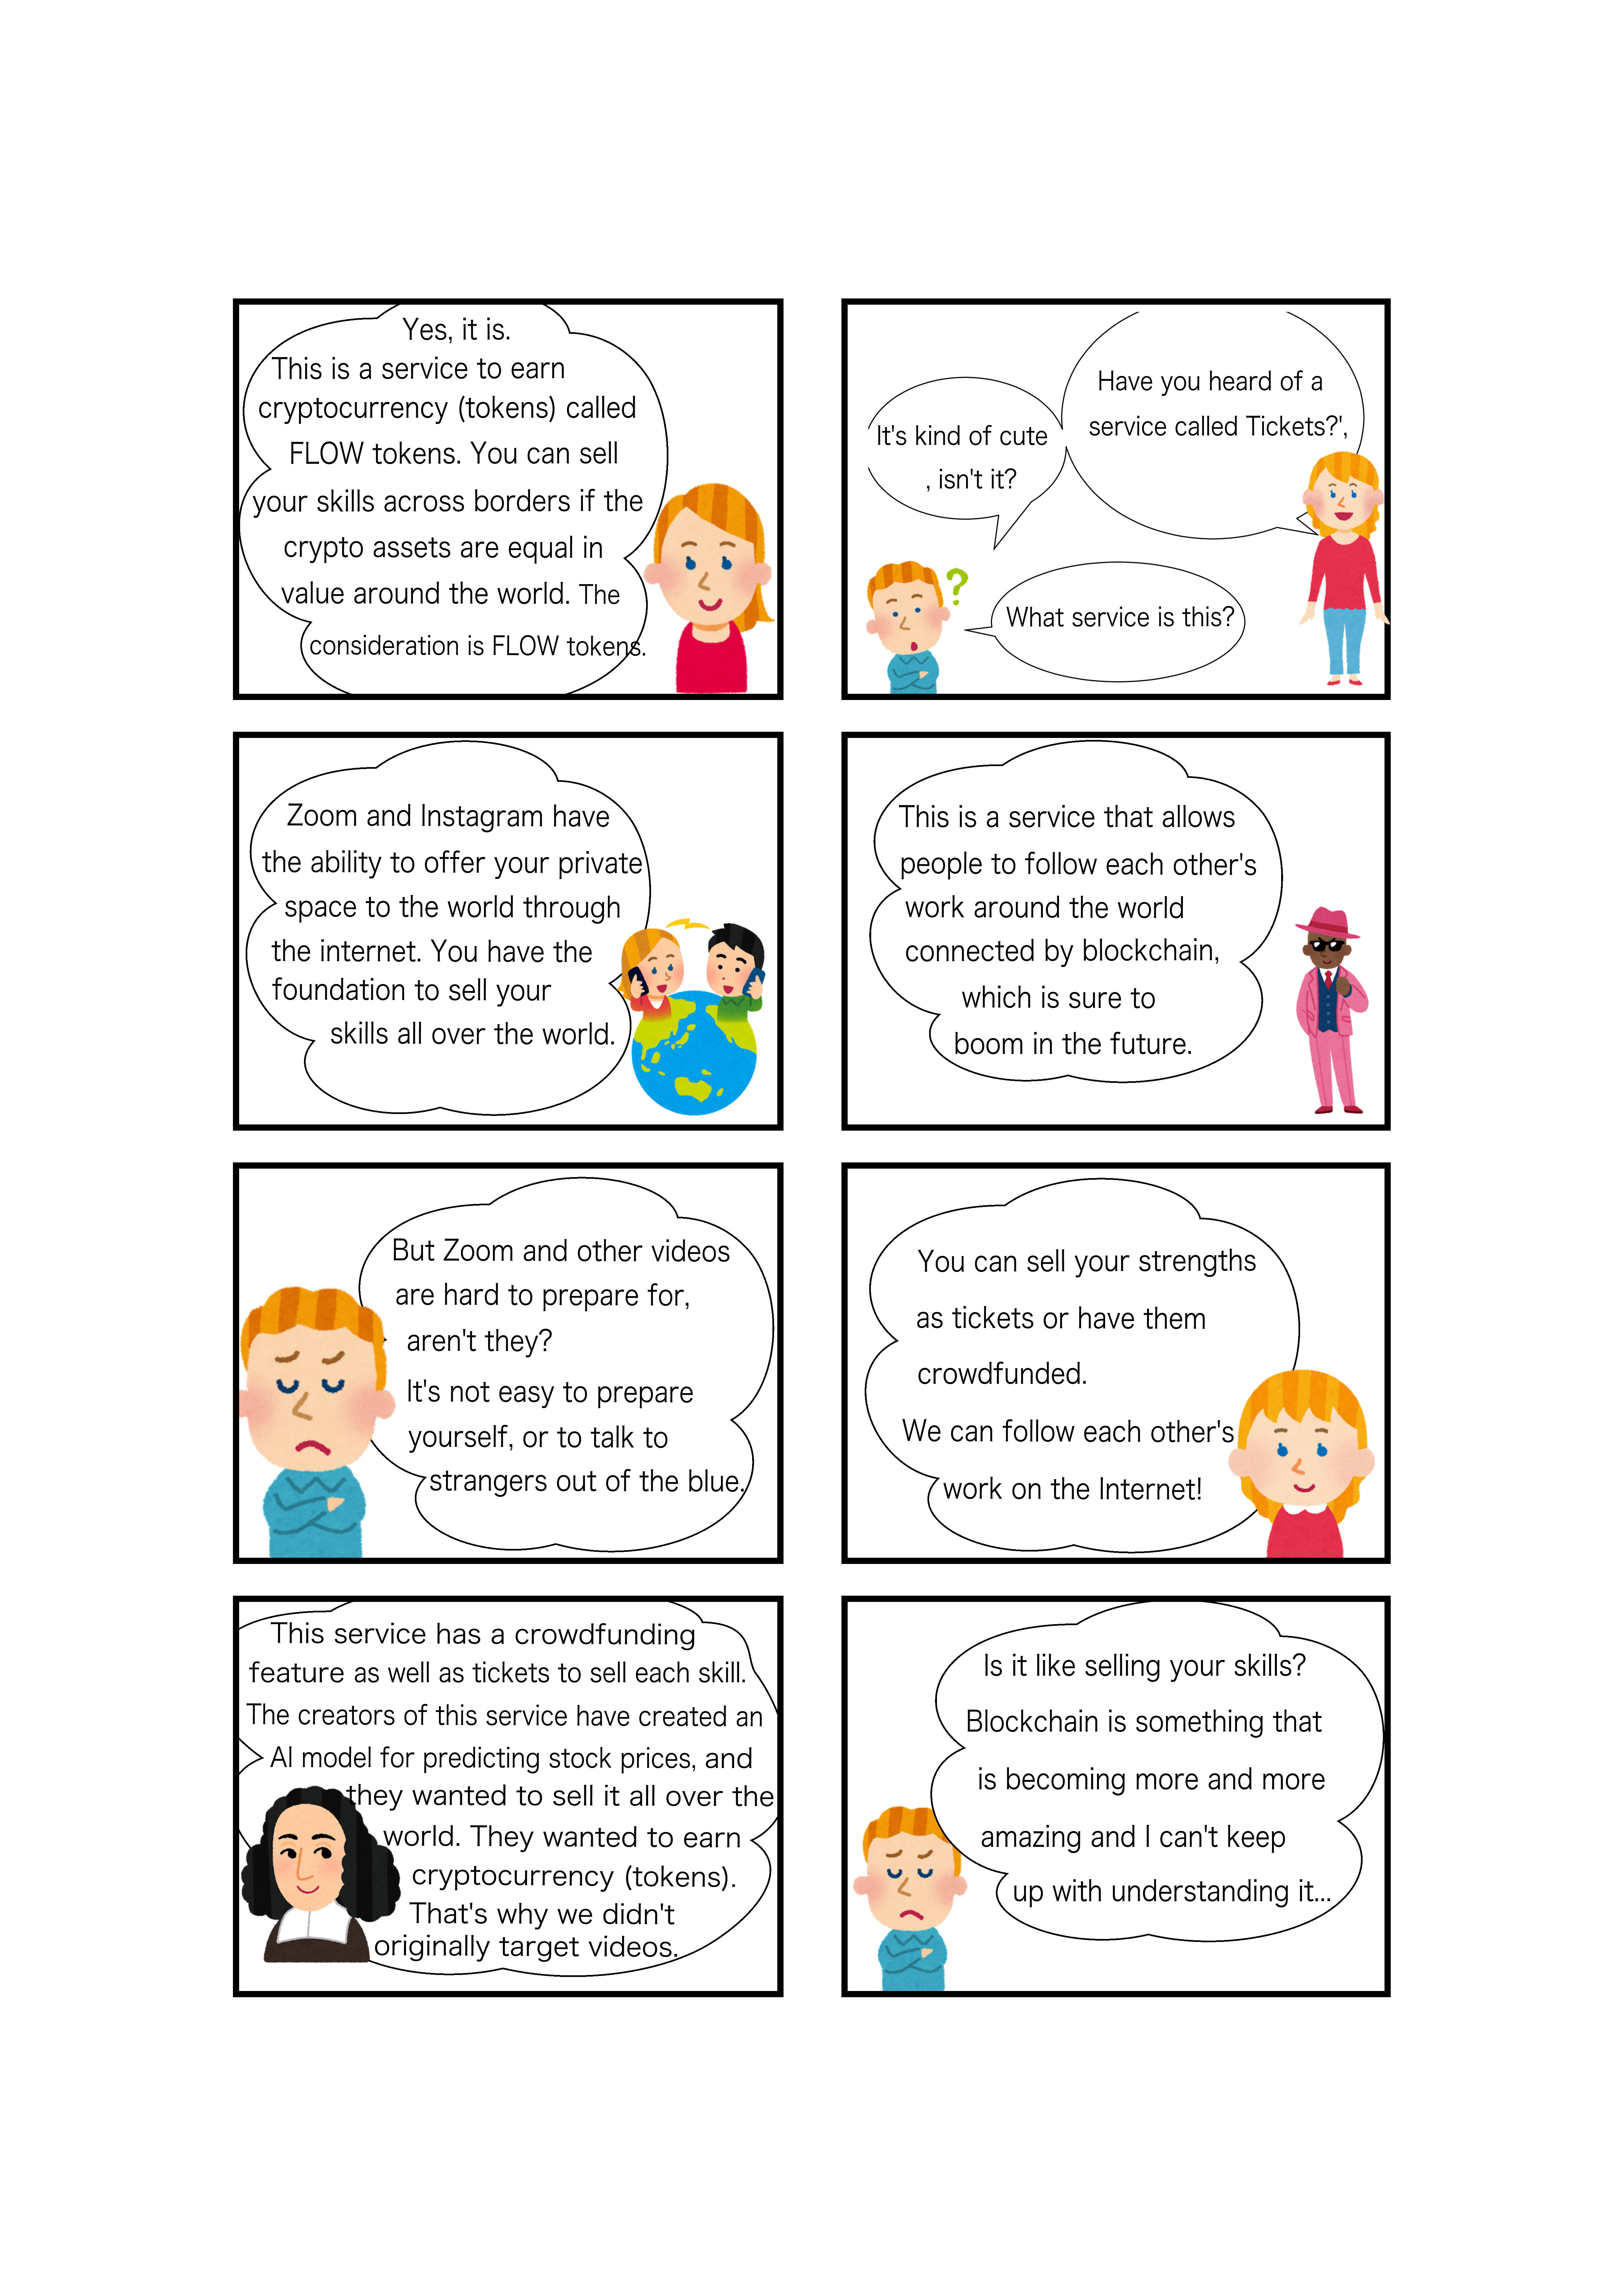 Have you heard of a
service called Tickets?',
It's kind of cute
, isn't it?
What service is this?
This is a service that allows
people to follow each other's
work around the world
connected by blockchain,
which is sure to
boom in the future.
You can sell your strengths
as tickets or have them
crowdfunded.
We can follow each other's
work on the Internet!
Is it like selling your skills?
Blockchain is something that
is becoming more and more
amazing and I can't keep
up with understanding it...
Yes, it is.
This is a service to earn
cryptocurrency (tokens) called
FLOW tokens. You can sell
your skills across borders if the
crypto assets are equal in
value around the world. The
consideration is FLOW tokens.
Zoom and Instagram have
the ability to offer your private
space to the world through
the internet. You have the
foundation to sell your
skills all over the world.
But Zoom and other videos
are hard to prepare for,
aren't they?
It's not easy to prepare
yourself, or to talk to
strangers out of the blue.
This service has a crowdfunding
feature as well as tickets to sell each skill.
The creators of this service have created an
AI model for predicting stock prices, and
they wanted to sell it all over the
world. They wanted to earn
cryptocurrency (tokens).
That's why we didn't
originally target videos.